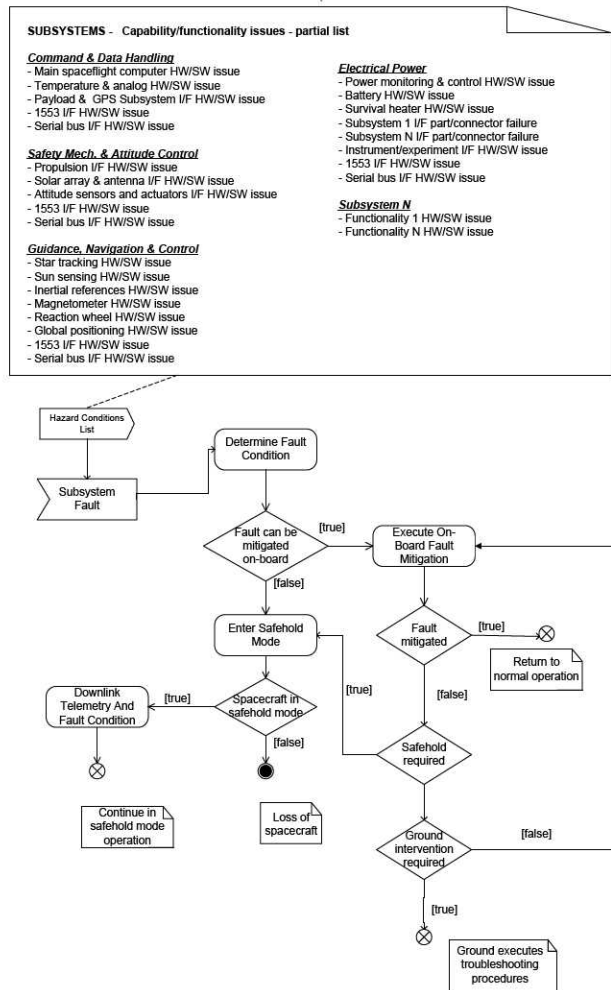 SUBSYSTEMS - Capability/functionality issues - partial list
Command & Data Handling
- Main spaceflight computer HW/SW issue
- Temperature & analog HW/SW issue
- Payload & GPS Subsystem I/F HW/SW issue
- 1553 I/F HW/SW issue
- Serial bus I/F HW/SW issue
Safety Mech. & Attitude Control
- Propulsion I/F HW/SW issue
- Solar array & antenna I/F HW/SW issue
- Attitude sensors and actuators I/F HW/SW issue
- 1553 I/F HW/SW issue
- Serial bus I/F HW/SW issue
Guidance, Navigation & Control
- Star tracking HW/SW issue
- Sun sensing HW/SW issue
- Inertial references HW/SW issue
- Magnetometer HW/SW issue
- Reaction wheel HW/SW issue
- Global positioning HW/SW issue
- 1553 I/F HW/SW issue
- Serial bus I/F HW/SW issue
Electrical Power
- Power monitoring & control HW/SW issue
- Battery HW/SW issue
- Survival heater HW/SW issue
- Subsystem 1 I/F part/connector failure
- Subsystem N I/F part/connector failure
- Instrument/experiment I/F HW/SW issue
- 1553 I/F HW/SW issue
- Serial bus I/F HW/SW issue
Subsystem N
- Functionality 1 HW/SW issue
- Functionality N HW/SW issue
Hazard Conditions
List
Subsystem
Fault
Determine Fault
Condition
Fault can be
mitigated
on-board
[true]
[false]
Execute On-
Board Fault
Mitigation
Enter Safehold
Mode
Fault
mitigated
[true]
[false]
Return to
normal operation
Spacecraft in
safehold mode
[true]
[false]
Downlink
Telemetry And
Fault Condition
Continue in
safehold mode
operation
Loss of
spacecraft
Safehold
required
[true]
Ground
intervention
required
[false]
[true]
Ground executes
troubleshooting
procedures